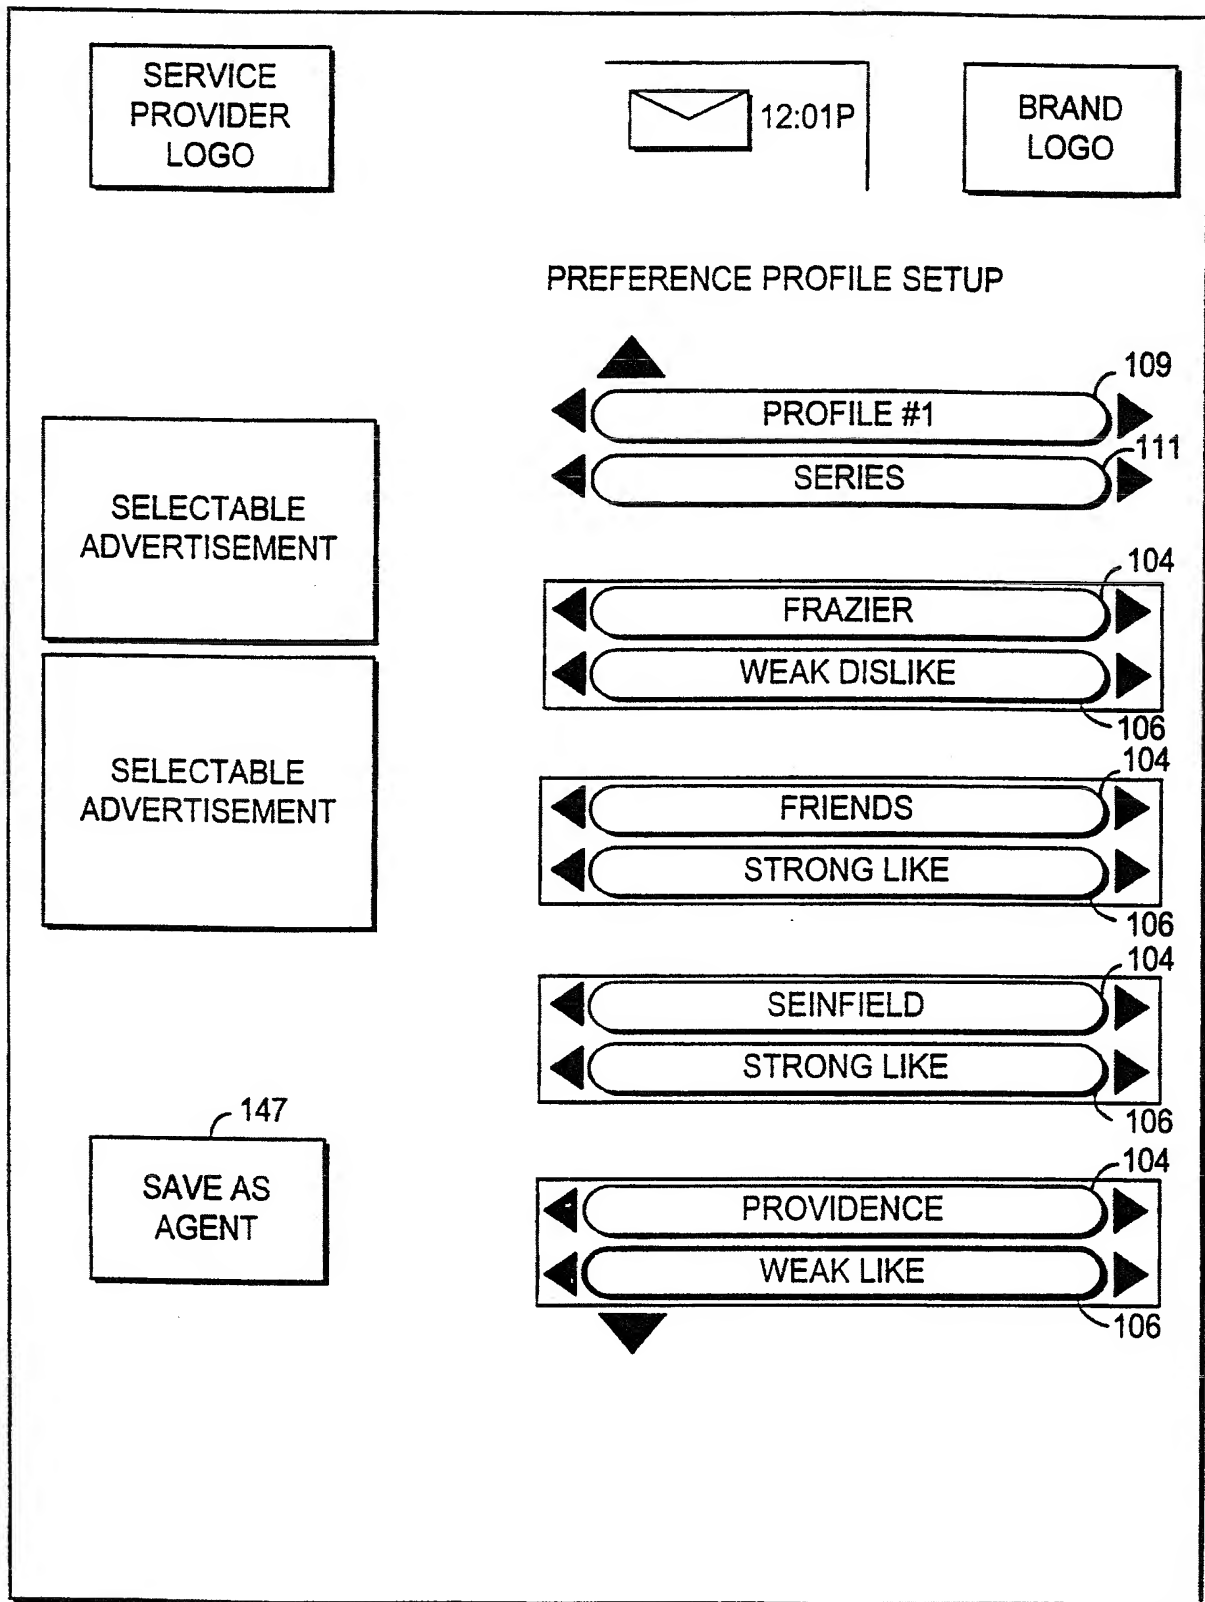 SERVICE
PROVIDER
LOGO
12:01P
BRAND
LOGO
PREFERENCE PROFILE SETUP
109
PROFILE #1
111
SERIES
SELECTABLE
ADVERTISEMENT
104
FRAZIER
WEAK DISLIKE
106
SELECTABLE
ADVERTISEMENT
104
FRIENDS
STRONG LIKE
106
104
SEINFIELD
STRONG LIKE
106
147
SAVE AS
AGENT
104
PROVIDENCE
WEAK LIKE
106